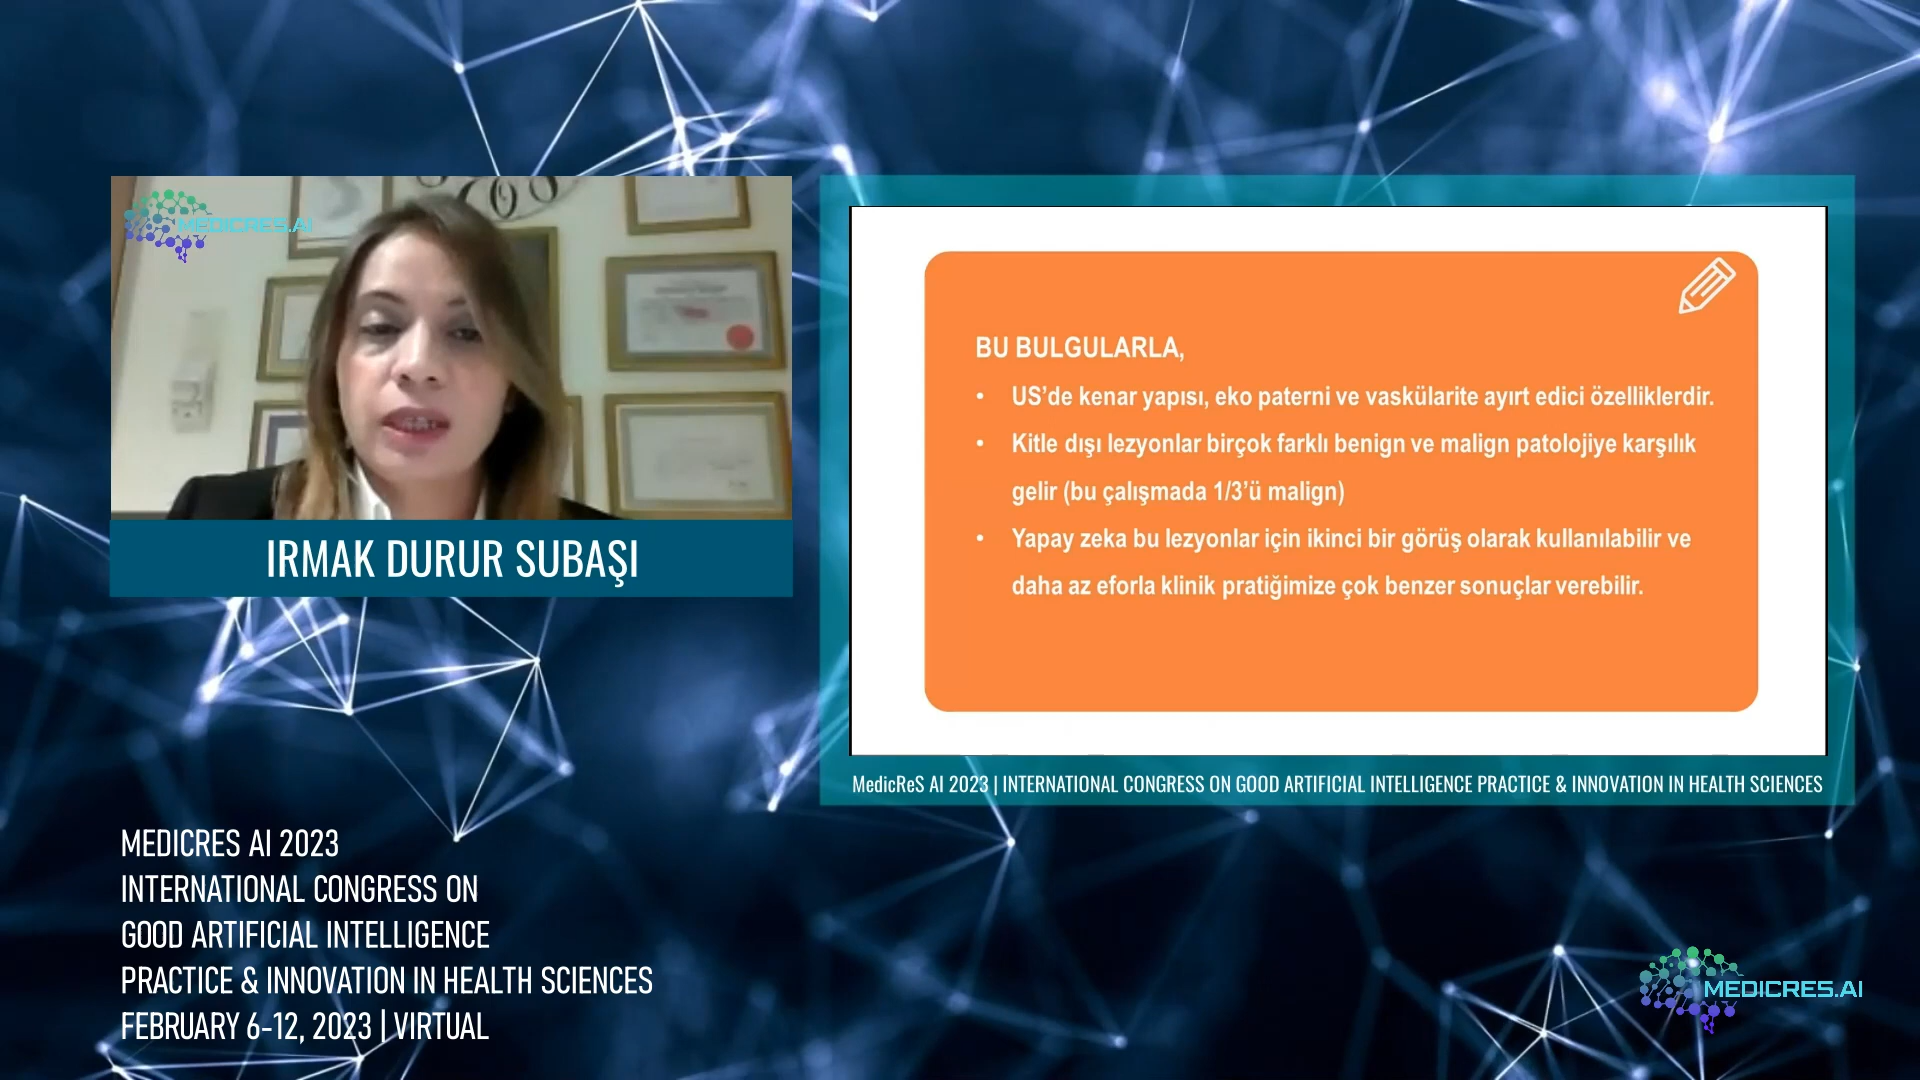 MEDICRES.AI
IRMAK DURUR SUBAŞI
BU BULGULARLA,
• US’de kenar yapısı, eko paterni ve vaskülarite ayırt edici özelliklerdir.
• Kitle dışı lezyonlar birçok farklı benign ve malign patolojiye karşılık
gelir (bu çalışmada 1/3’ü malign)
• Yapay zeka bu lezyonlar için ikinci bir görüş olarak kullanılabilir ve
daha az eforla klinik pratiğimize çok benzer sonuçlar verebilir.
MedicReS AI 2023 | INTERNATIONAL CONGRESS ON GOOD ARTIFICIAL INTELLIGENCE PRACTICE & INNOVATION IN HEALTH SCIENCES
MEDICRES AI 2023
INTERNATIONAL CONGRESS ON
GOOD ARTIFICIAL INTELLIGENCE
PRACTICE & INNOVATION IN HEALTH SCIENCES
FEBRUARY 6-12, 2023 | VIRTUAL
MEDICRES.AI